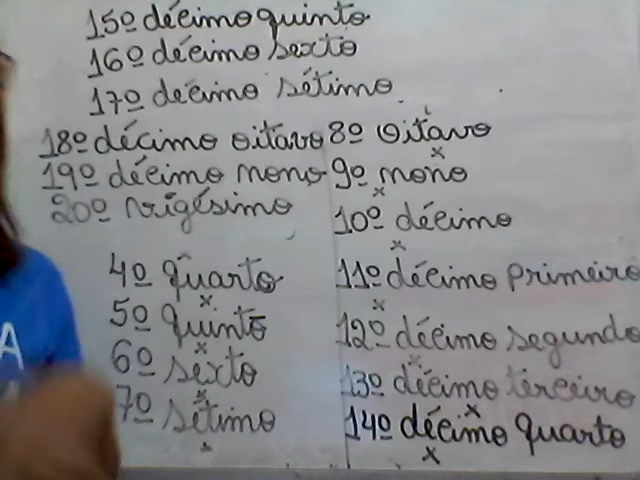 15º décimo quinto
16º décimo sexto
17º décimo sétimo
18º décimo oitavo
19º décimo nono
20º vigésimo
4º quarto
5º quinto
6º sexto
7º sétimo
8º oitavo
9º nono
10º décimo
11º décimo primeiro
12º décimo segundo
13º décimo terceiro
14º décimo quarto